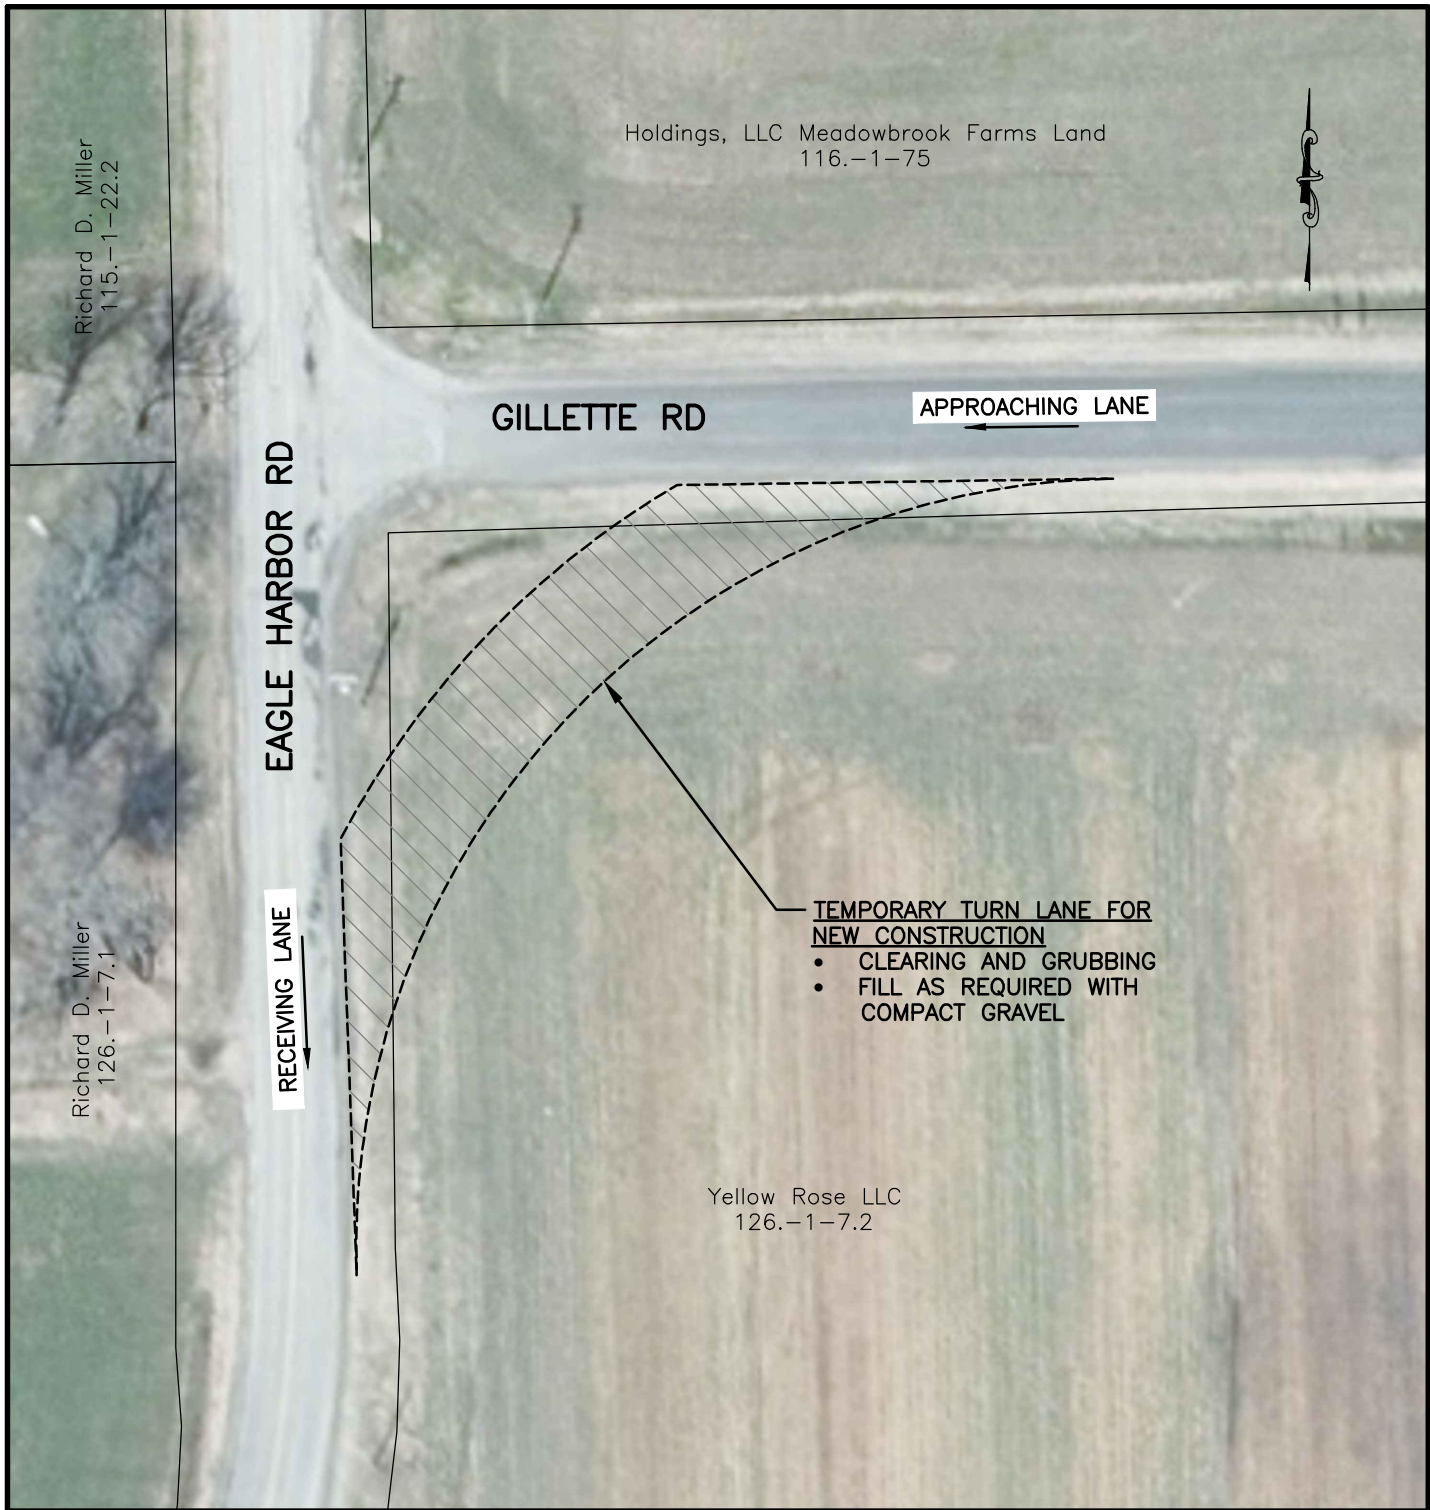 Holdings, LLC Meadowbrook Farms Land
116.-1-75
Richard D. Miller
115.-1-22.2
GILLETTE RD
APPROACHING LANE
EAGLE HARBOR RD
RECEIVING LANE
TEMPORARY TURN LANE FOR
NEW CONSTRUCTION
• CLEARING AND GRUBBING
• FILL AS REQUIRED WITH
COMPACT GRAVEL
Richard D. Miller
126.-1-7.1
Yellow Rose LLC
126.-1-7.2